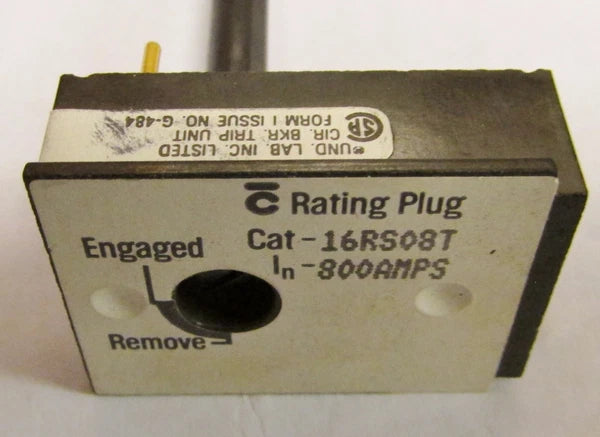 ®UND. LAB. INC. LISTED
CIR. BKR. TRIP UNIT
FORM I ISSUE NO. G-484
SA
Rating Plug
Cat-16RS08T
In-800AMPS
Engaged
Remove